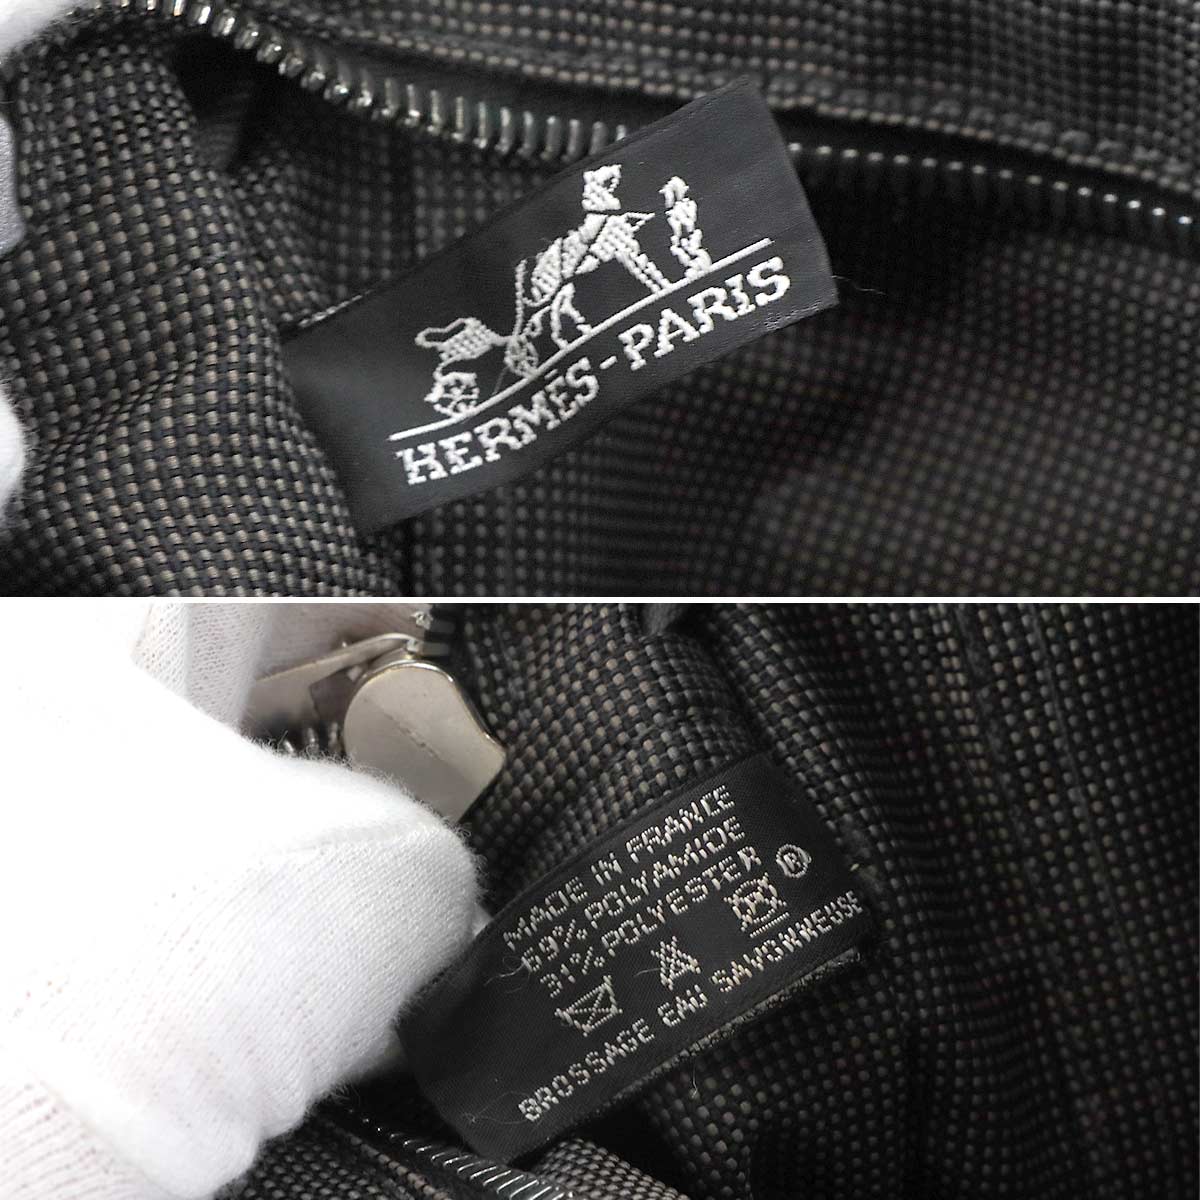 HERMES-PARIS
MADE IN FRANCE
69% POLYAMIDE
31% POLYESTER
A
R
BROSSAGE EAU SAVONNEUSE